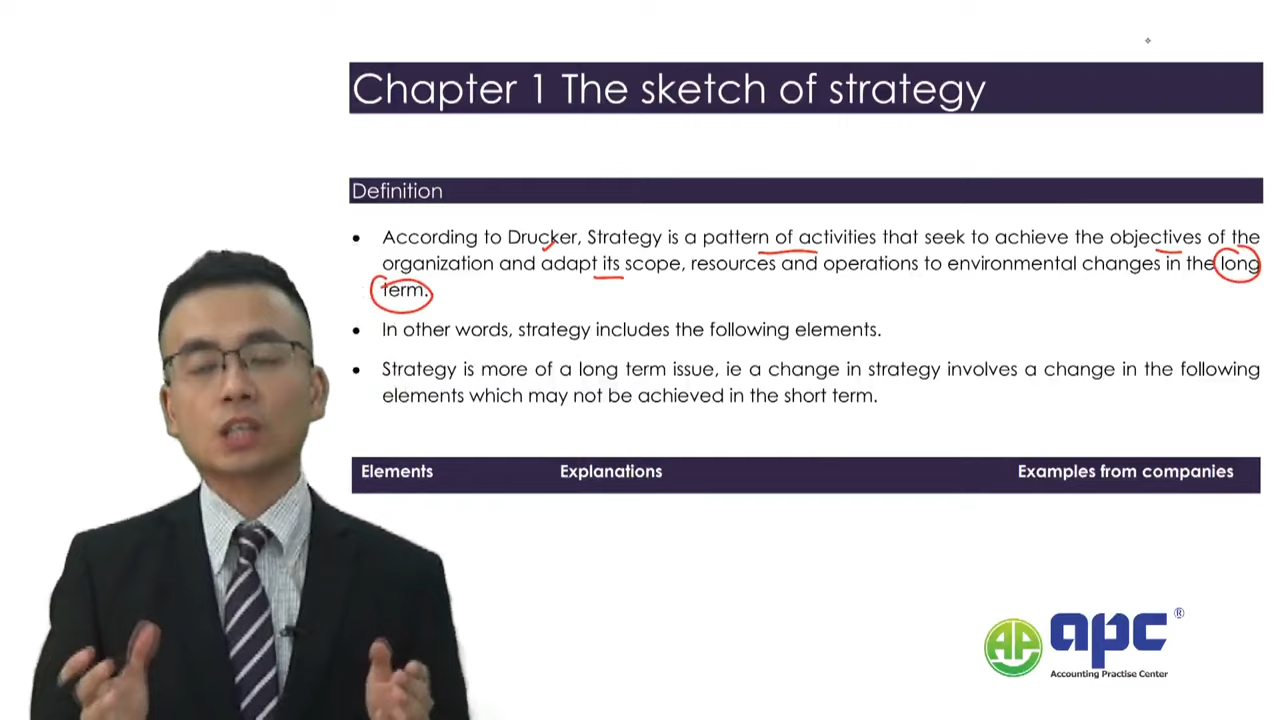 Chapter 1 The sketch of strategy
Definition
• According to Drucker, Strategy is a pattern of activities that seek to achieve the objectives of the
organization and adapt its scope, resources and operations to environmental changes in the long
term.
• In other words, strategy includes the following elements.
• Strategy is more of a long term issue, ie a change in strategy involves a change in the following
elements which may not be achieved in the short term.
Elements Explanations Examples from companies
AP apc®
Accounting Practise Center